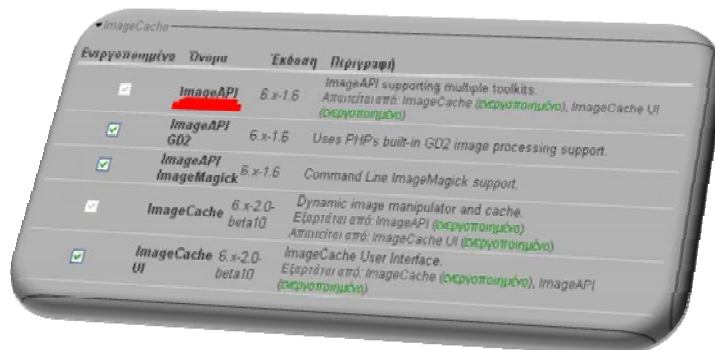 ImageCache
Ενεργοποιημένο Όνομα Έκδοση Περιγραφή
ImageAPI 6.x-1.6 ImageAPI supporting multiple toolkits.
Απαιτείται από: ImageCache (ενεργοποιημένο), ImageCache UI
(ενεργοποιημένο)
ImageAPI
GD2 6.x-1.6 Uses PHP's built-in GD2 image processing support.
ImageAPI
ImageMagick 6.x-1.6 Command Line ImageMagick support.
ImageCache 6.x-2.0-
beta10 Dynamic image manipulator and cache.
Εξαρτάται από: ImageAPI (ενεργοποιημένο)
Απαιτείται από: ImageCache UI (ενεργοποιημένο)
ImageCache
UI 6.x-2.0-
beta10 ImageCache User Interface.
Εξαρτάται από: ImageCache (ενεργοποιημένο), ImageAPI
(ενεργοποιημένο)